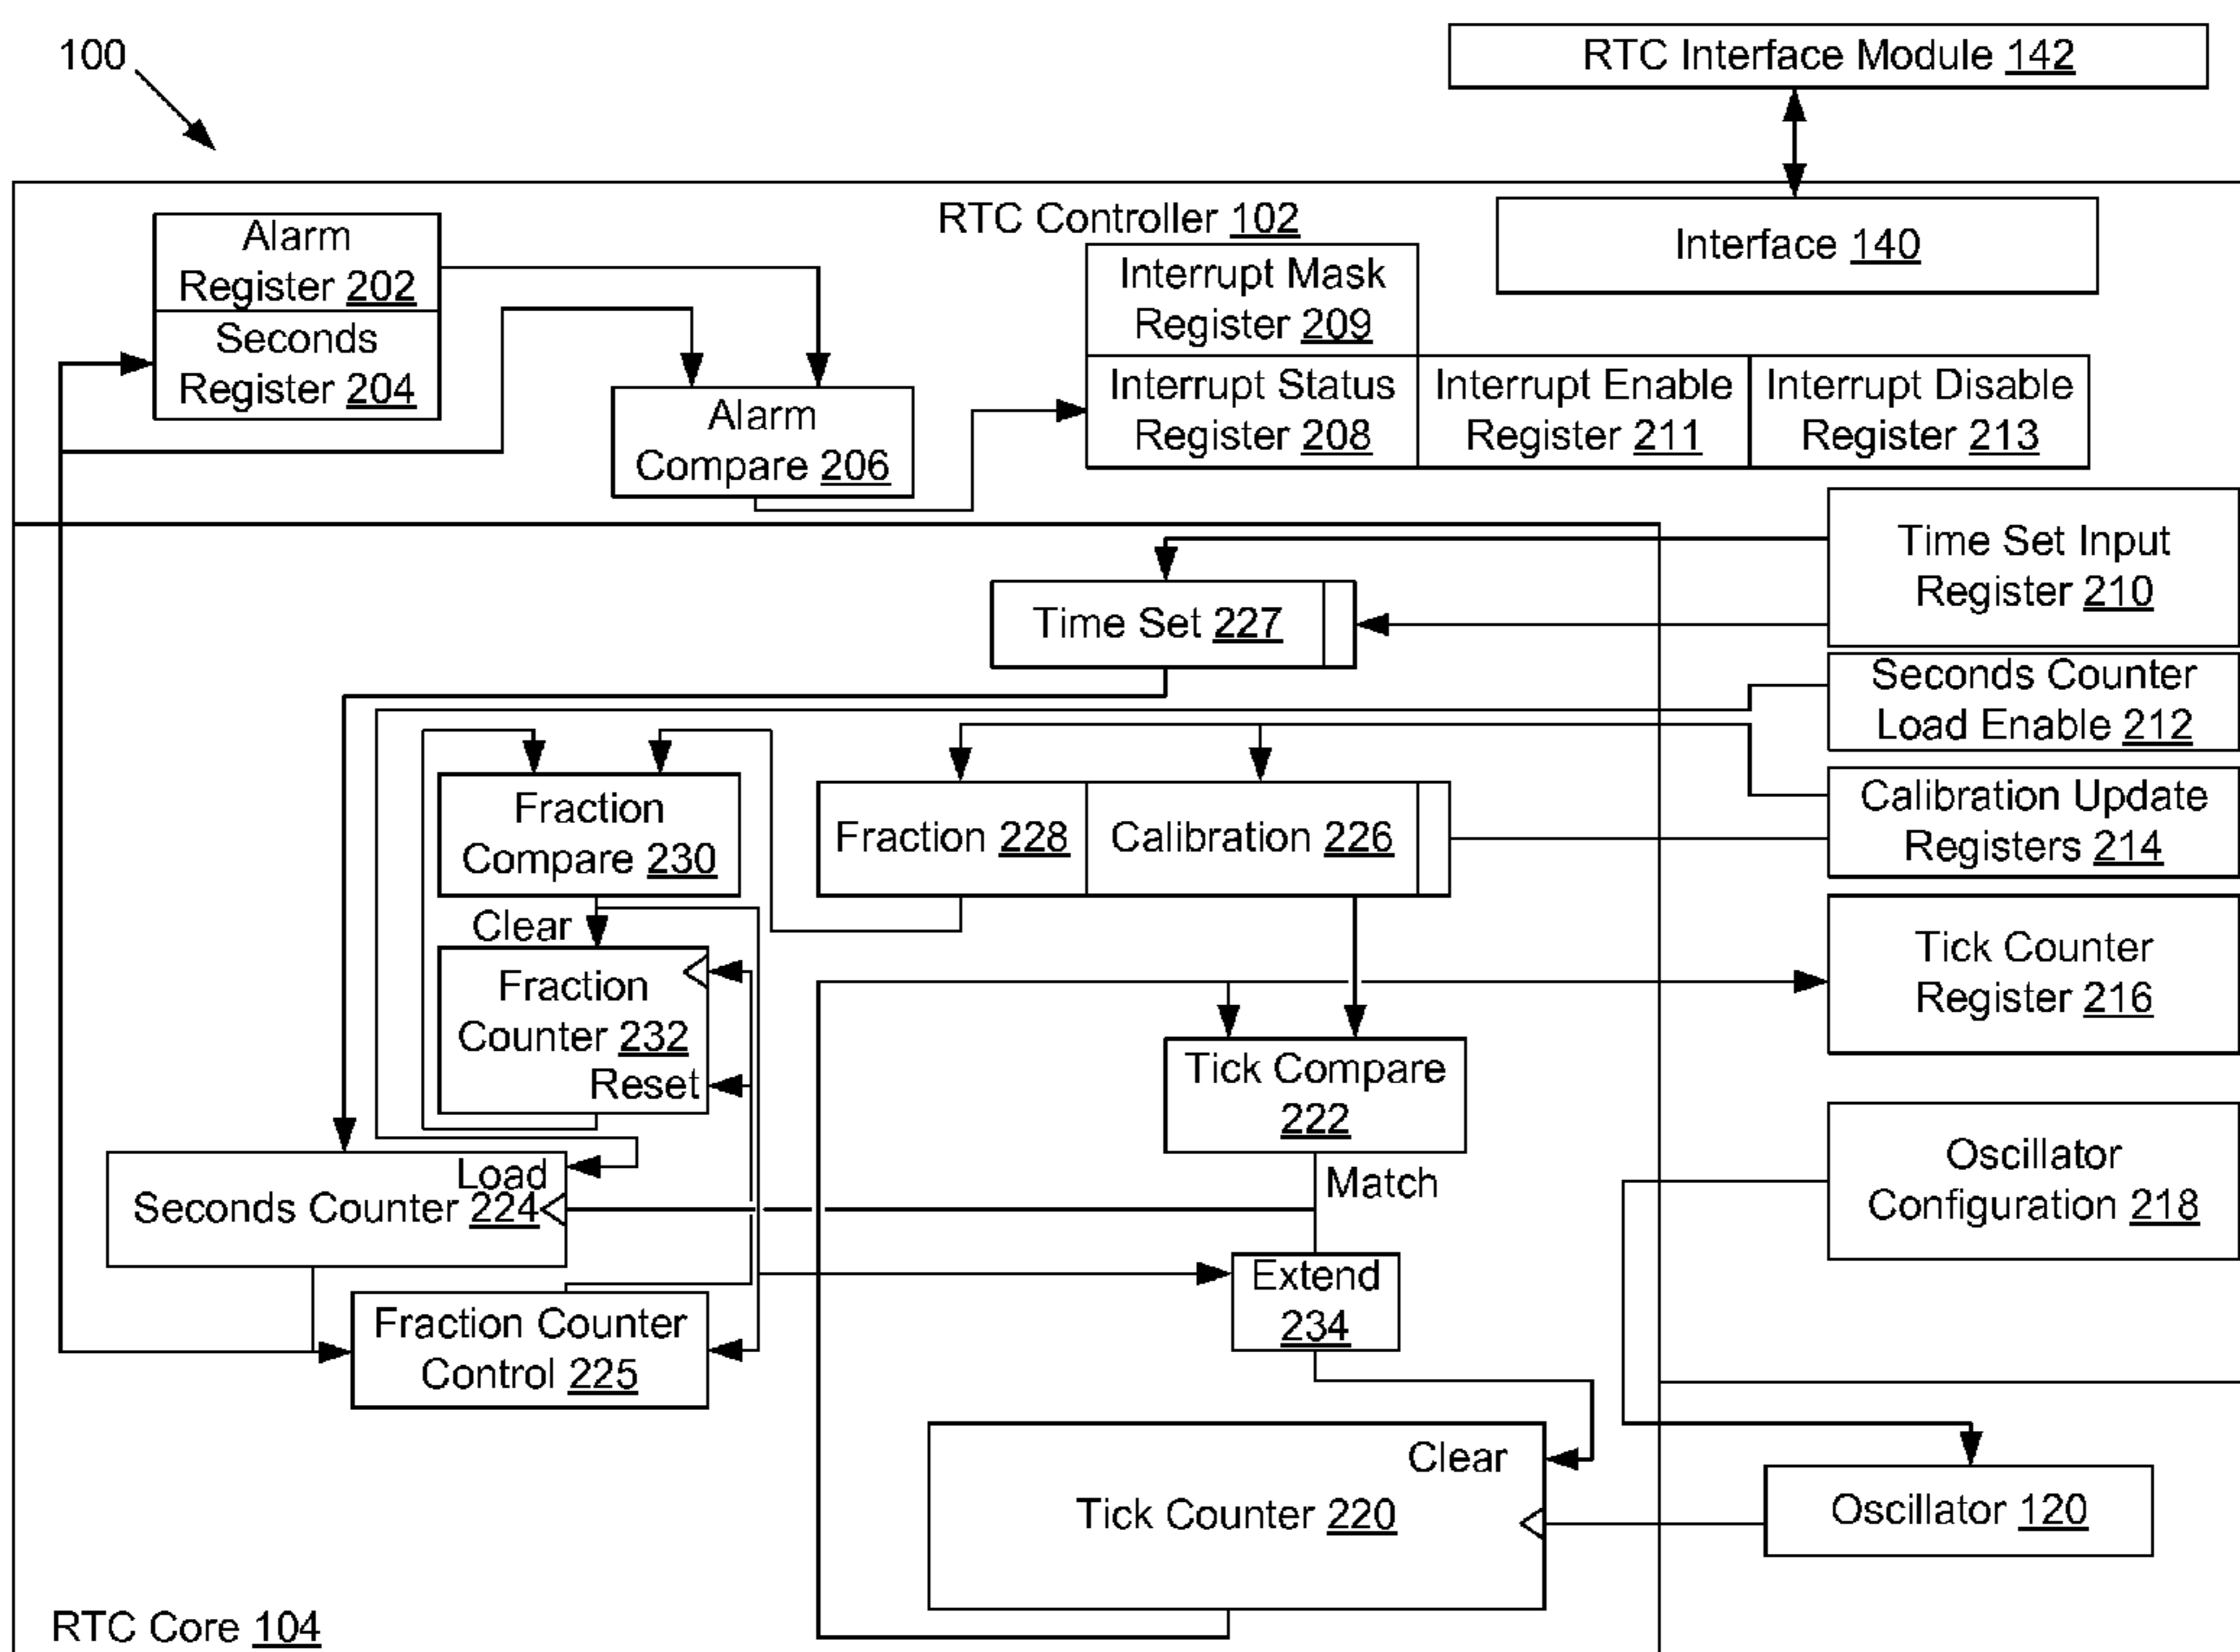 100
RTC Interface Module 142
RTC Controller 102
Interface 140
Alarm
Register 202
Seconds
Register 204
Alarm
Compare 206
Interrupt Mask
Register 209
Interrupt Status
Register 208
Interrupt Enable
Register 211
Interrupt Disable
Register 213
Time Set Input
Register 210
Time Set 227
Seconds Counter
Load Enable 212
Calibration Update
Registers 214
Fraction
Compare 230
Fraction 228
Calibration 226
Clear
Fraction
Counter 232
Reset
Tick Counter
Register 216
Tick Compare
222
Match
Load
Seconds Counter 224
Oscillator
Configuration 218
Extend
234
Fraction Counter
Control 225
Clear
Tick Counter 220
Oscillator 120
RTC Core 104